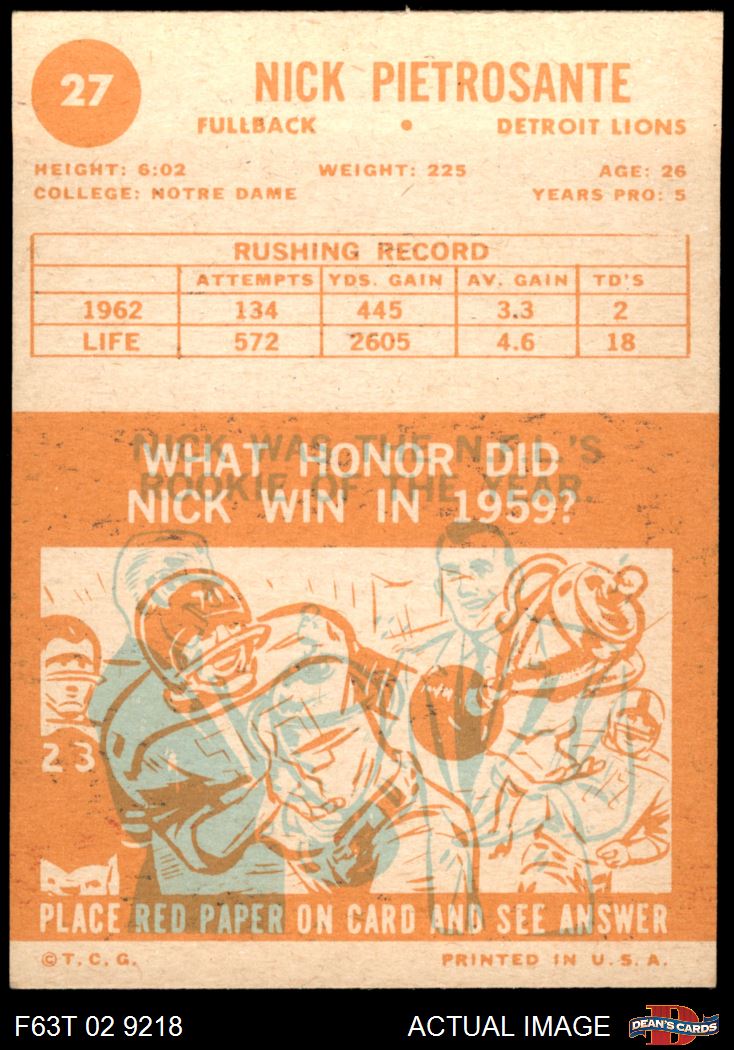 27
NICK PIETROSANTE
FULLBACK • DETROIT LIONS
HEIGHT: 6:02 WEIGHT: 225 AGE: 26
COLLEGE: NOTRE DAME YEARS PRO: 5
RUSHING RECORD
ATTEMPTS YDS. GAIN AV. GAIN TD'S
1962 134 445 3.3 2
LIFE 572 2605 4.6 18
NICK WAS THE N.F.L.'S
WHAT HONOR DID
ROOKIE OF THE YEAR
NICK WIN IN 1959?
23
PLACE RED PAPER ON CARD AND SEE ANSWER
© T. C. G. PRINTED IN U. S. A.
F63T 02 9218 ACTUAL IMAGE D DEAN'S CARDS